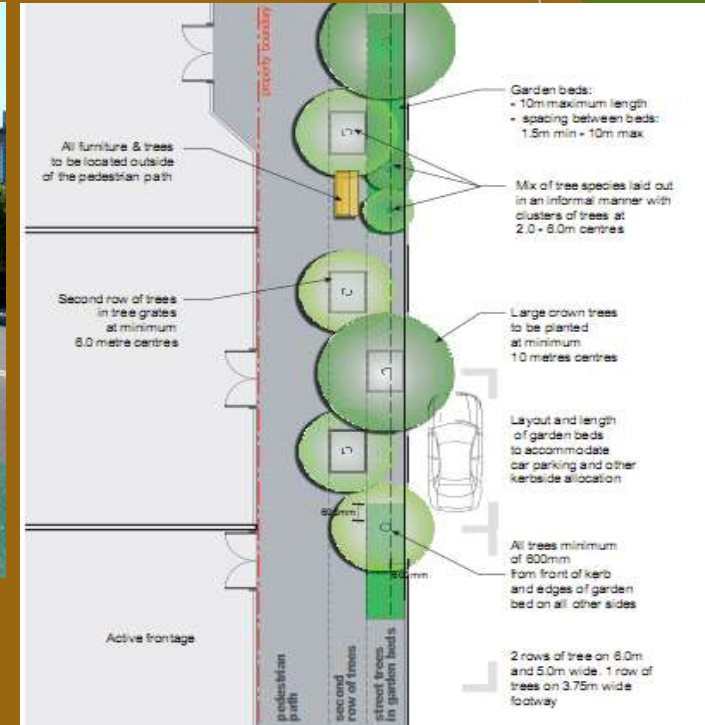 property boundary
Garden beds:
- 10m maximum length
- spacing between beds:
1.5m min - 10m max
All furniture & trees
to be located outside
of the pedestrian path
Mix of tree species laid out
in an informal manner with
clusters of trees at
2.0 - 6.0m centres
Second row of trees
in tree grates
at minimum
6.0 metre centres
Large crown trees
to be planted
at minimum
10 metres centres
Layout and length
of garden beds
to accommodate
car parking and other
kerbside allocation
600mm
All trees minimum
of 600mm
from front of kerb
and edges of garden
bed on all other sides
600mm
Active frontage
2 rows of tree on 6.0m
and 5.0m wide. 1 row of
trees on 3.75m wide
footway
pedestrian
path
second
row of trees
street trees
in garden beds